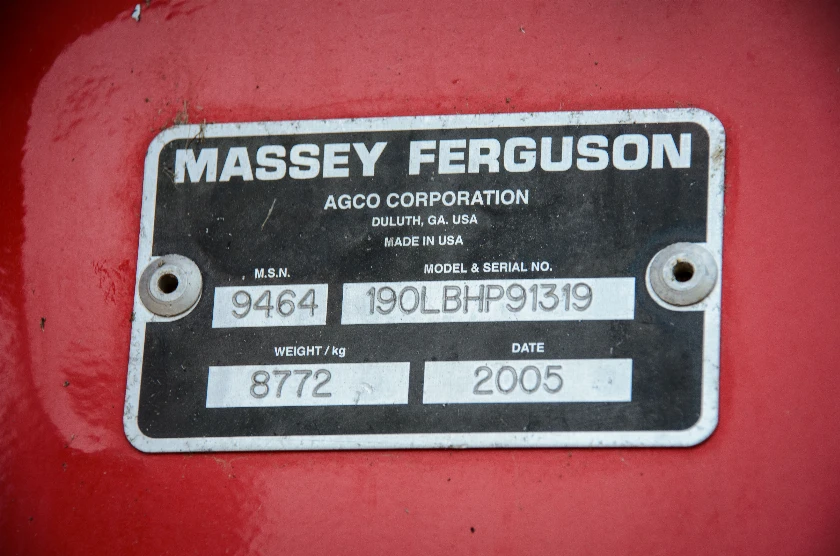 MASSEY FERGUSON
AGCO CORPORATION
DULUTH, GA. USA
MADE IN USA
M.S.N. MODEL & SERIAL NO.
9464 190LBHP91319
WEIGHT / kg DATE
8772 2005